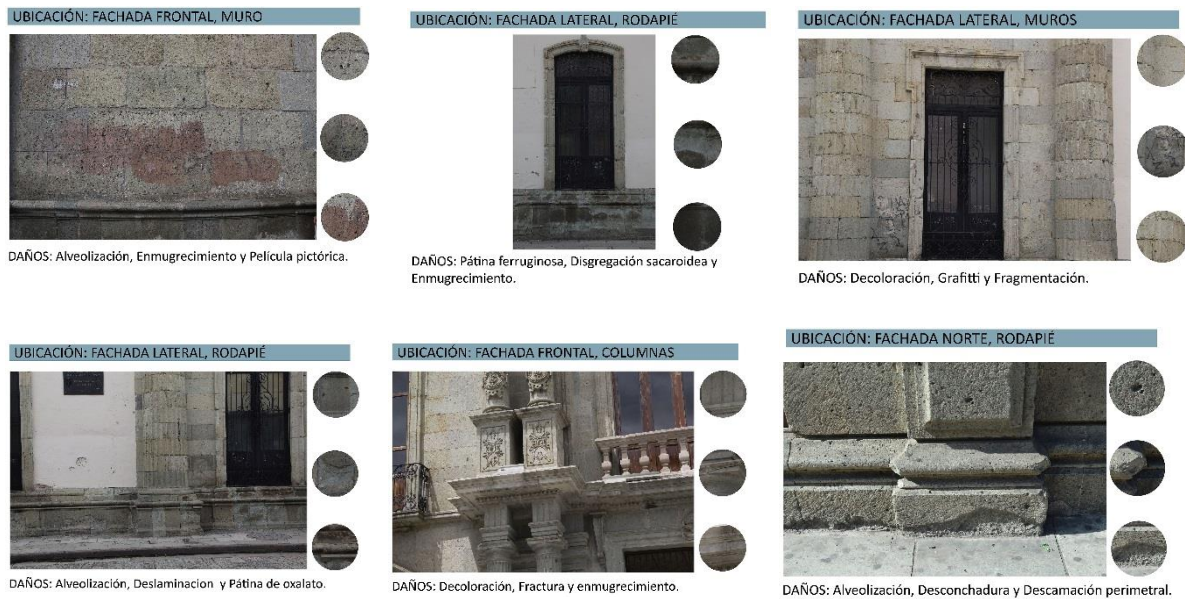 UBICACIÓN: FACHADA FRONTAL, MURO
DAÑOS: Alveolización, Enmugrecimiento y Película pictórica.
UBICACIÓN: FACHADA LATERAL, RODAPIÉ
DAÑOS: Pátina ferruginosa, Disgregación sacaroidea y
Enmugrecimiento.
UBICACIÓN: FACHADA LATERAL, MUROS
DAÑOS: Decoloración, Grafitti y Fragmentación.
UBICACIÓN: FACHADA LATERAL, RODAPIÉ
DAÑOS: Alveolización, Deslaminacion y Pátina de oxalato.
UBICACIÓN: FACHADA FRONTAL, COLUMNAS
DAÑOS: Decoloración, Fractura y enmugrecimiento.
UBICACIÓN: FACHADA NORTE, RODAPIÉ
DAÑOS: Alveolización, Desconchadura y Descamación perimetral.